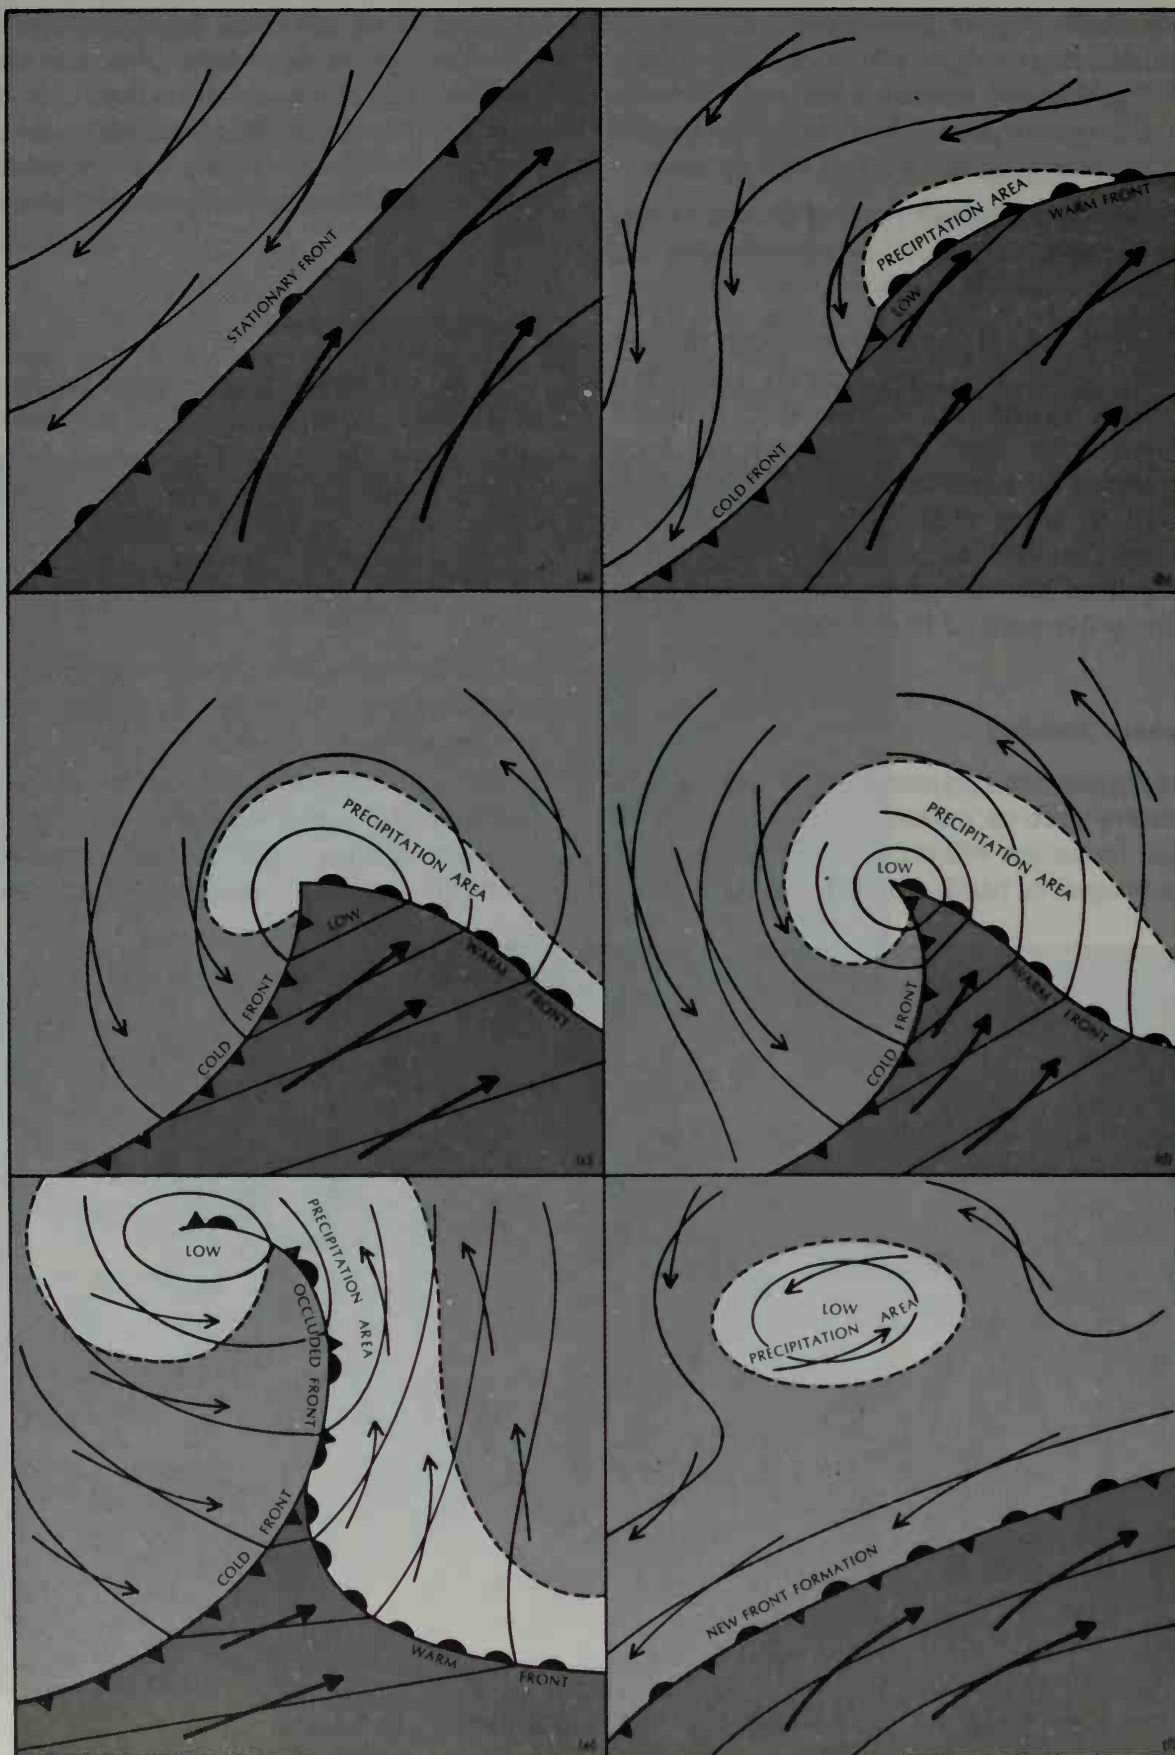 STATIONARY FRONT
(a)
PRECIPITATION AREA
WARM FRONT
LOW
COLD FRONT
(b)
PRECIPITATION AREA
LOW
WARM FRONT
COLD FRONT
(c)
LOW
PRECIPITATION AREA
WARM FRONT
COLD FRONT
(d)
LOW
PRECIPITATION AREA
OCCLUDED FRONT
COLD FRONT
WARM FRONT
(e)
LOW
PRECIPITATION AREA
NEW FRONT FORMATION